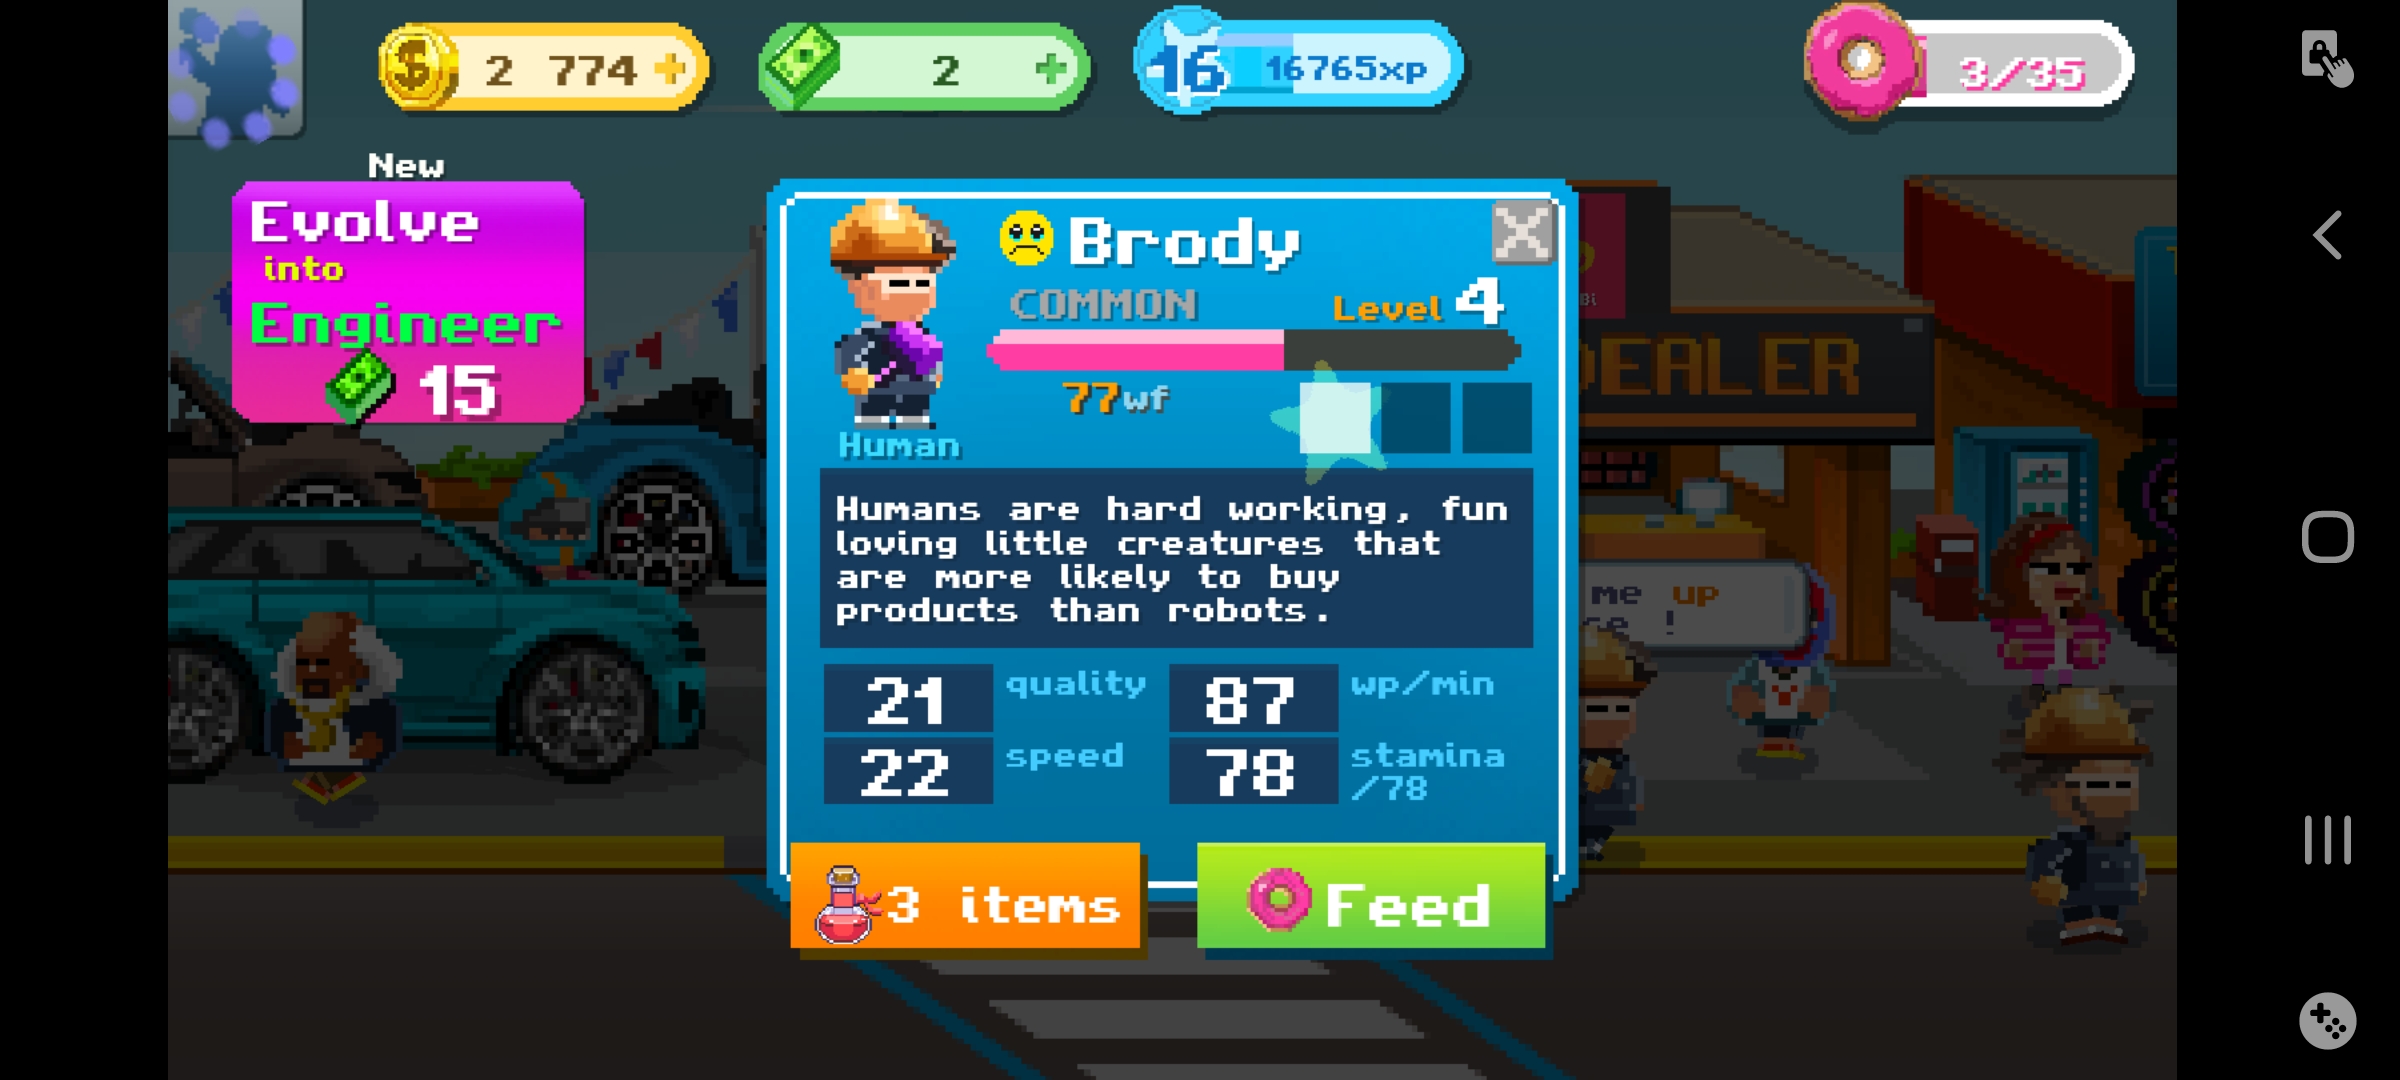 2 774 +
2 +
16 16765xp
3/35
New
Evolve
into
Engineer
15
Brody
COMMON Level 4
77wf
Human
Humans are hard working, fun
loving little creatures that
are more likely to buy
products than robots.
21 quality 87 wp/min
22 speed 78 stamina
/78
3 items Feed
DEALER
me up
!